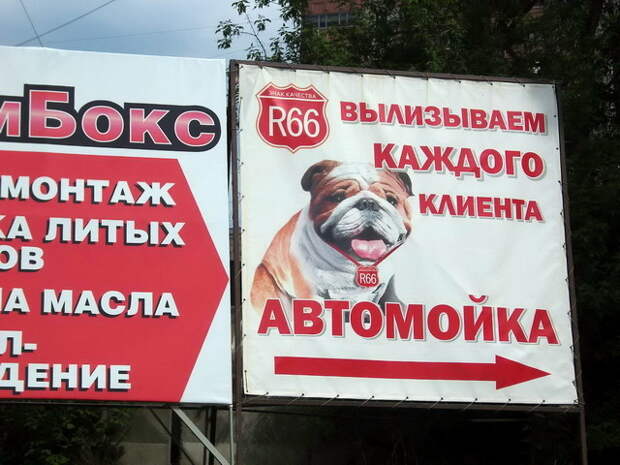 мБокс
МОНТАЖ
КА ЛИТЫХ
ОВ
НА МАСЛА
Л-
ДЕНИЕ
ЗНАК КАЧЕСТВА
R66
ВЫЛИЗЫВАЕМ
КАЖДОГО
КЛИЕНТА
R66
АВТОМОЙКА